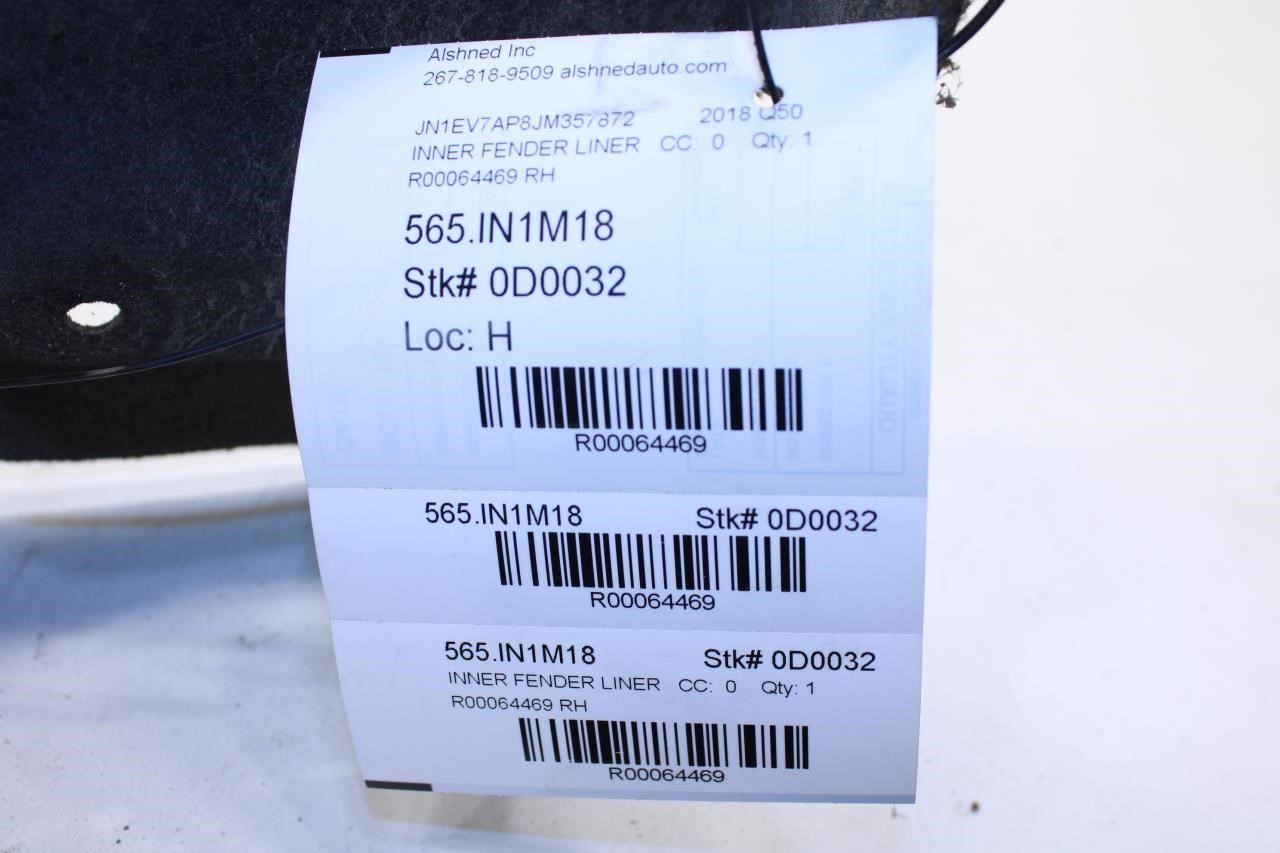 Alshned Inc
267-818-9509 alshnedauto.com
JN1EV7AP8JM357872 2018 Q50
INNER FENDER LINER CC: 0 Qty: 1
R00064469 RH
565.IN1M18
Stk# 0D0032
Loc: H
R00064469
565.IN1M18 Stk# 0D0032
R00064469
565.IN1M18 Stk# 0D0032
INNER FENDER LINER CC: 0 Qty: 1
R00064469 RH
R00064469